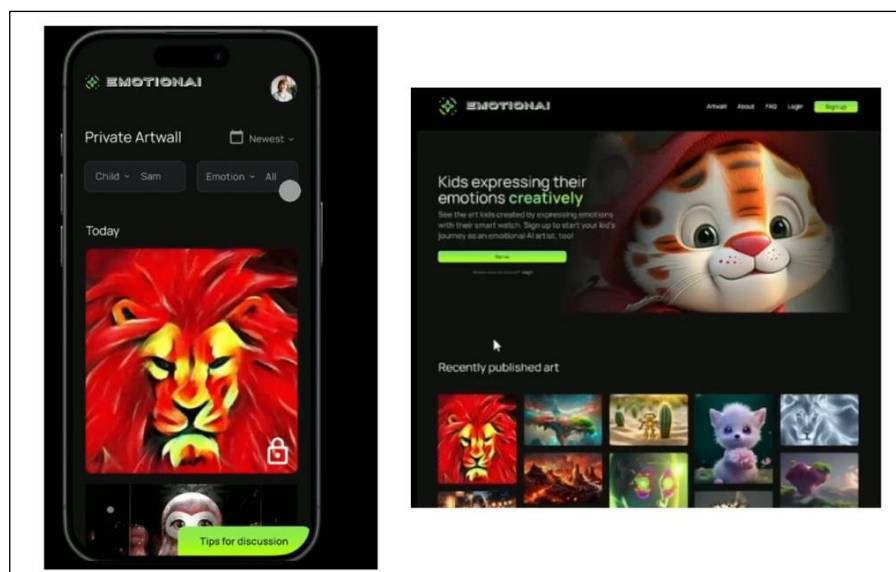 EMOTIONAI
Private Artwall
Newest
Child Sam
Emotion All
Today
Tips for discussion
EMOTIONAI
Artwall About FAQ Login Sign up
Kids expressing their
emotions creatively
See the art kids created by expressing emotions
with their smart watch. Sign up to start your kid's
journey as an emotional AI artist, too!
Sign up
Recently published art